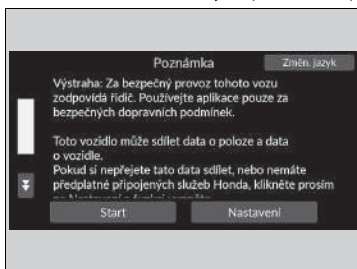 Poznámka
Změn. jazyk
Výstraha: Za bezpečný provoz tohoto vozu
zodpovídá řidič. Používejte aplikace pouze za
bezpečných dopravních podmínek.
Toto vozidlo může sdílet data o poloze a data
o vozidle.
Pokud si nepřejete tato data sdílet, nebo nemáte
předplatné připojených služeb Honda, klikněte prosím
Start
Nastavení